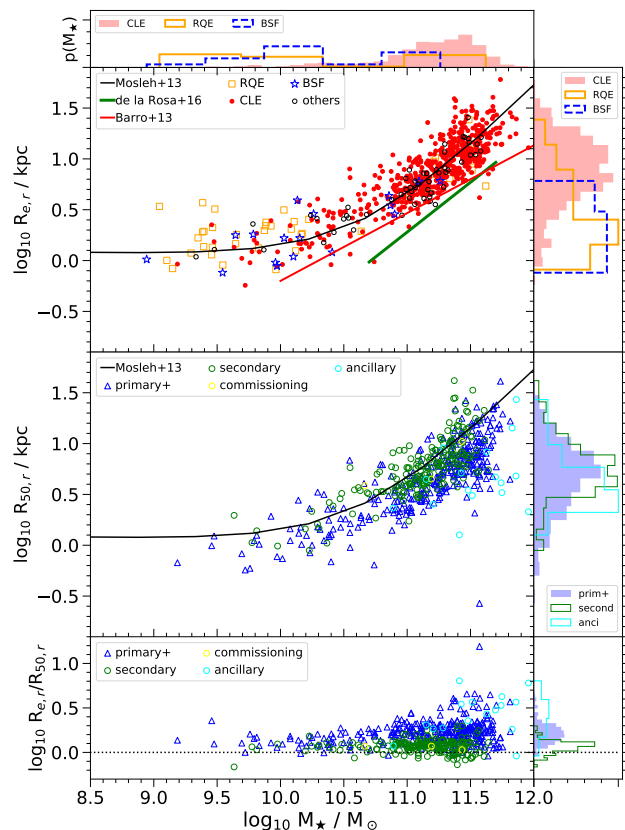 p(M★)
CLE
RQE
BSF
Mosleh+13
de la Rosa+16
Barro+13
RQE
CLE
BSF
others
CLE
RQE
BSF
log₁₀ Rₑ,ᵣ / kpc
1.5
1.0
0.5
0.0
−0.5
Mosleh+13
primary+
secondary
commissioning
ancillary
log₁₀ R₅₀,ᵣ / kpc
1.5
1.0
0.5
0.0
−0.5
prim+
second
anci
primary+
secondary
commissioning
ancillary
log₁₀ Rₑ,ᵣ/R₅₀,ᵣ
1.0
0.5
0.0
8.5 9.0 9.5 10.0 10.5 11.0 11.5 12.0
log₁₀ M★ / M⊙